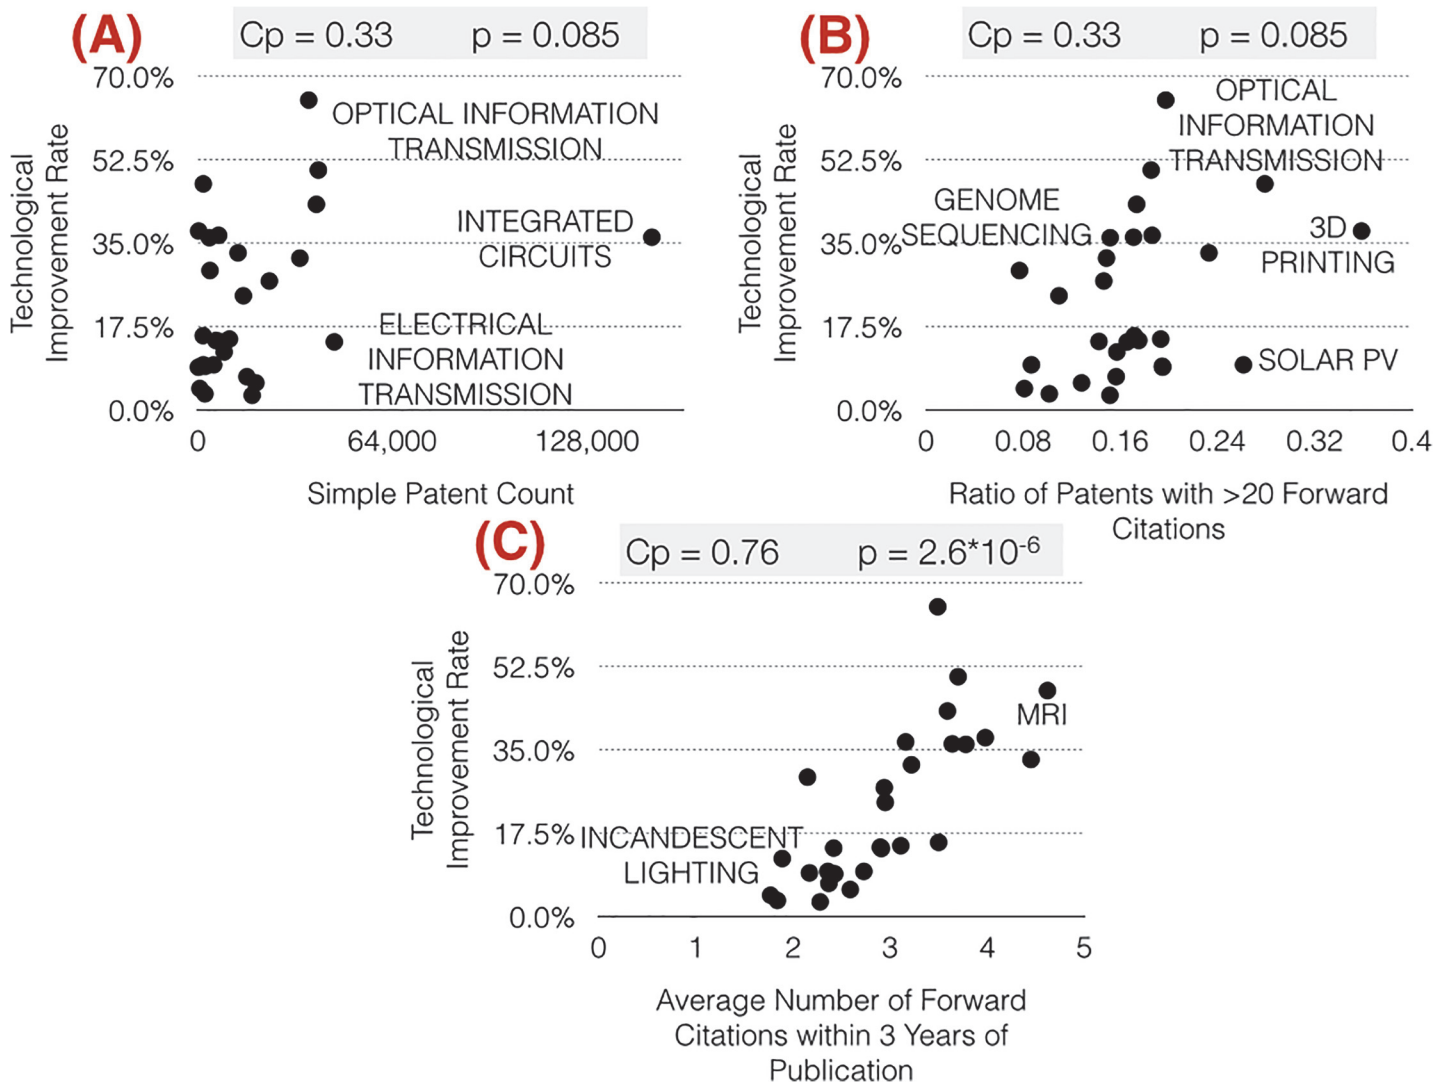 (A)
Cp = 0.33 p = 0.085
70.0%
52.5%
35.0%
17.5%
0.0%
Technological
Improvement Rate
OPTICAL INFORMATION
TRANSMISSION
INTEGRATED
CIRCUITS
ELECTRICAL
INFORMATION
TRANSMISSION
0 64,000 128,000
Simple Patent Count
(B)
Cp = 0.33 p = 0.085
70.0%
52.5%
35.0%
17.5%
0.0%
Technological
Improvement Rate
OPTICAL
INFORMATION
TRANSMISSION
GENOME
SEQUENCING
3D
PRINTING
SOLAR PV
0 0.08 0.16 0.24 0.32 0.4
Ratio of Patents with >20 Forward
Citations
(C)
Cp = 0.76 p = 2.6*10⁻⁶
70.0%
52.5%
35.0%
17.5%
0.0%
Technological
Improvement Rate
MRI
INCANDESCENT
LIGHTING
0 1 2 3 4 5
Average Number of Forward
Citations within 3 Years of
Publication